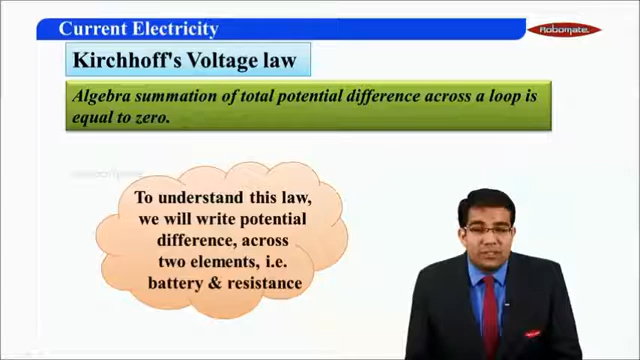 Current Electricity
Robomate.
Kirchhoff's Voltage law
Algebra summation of total potential difference across a loop is
equal to zero.
To understand this law,
we will write potential
difference, across
two elements, i.e.
battery & resistance